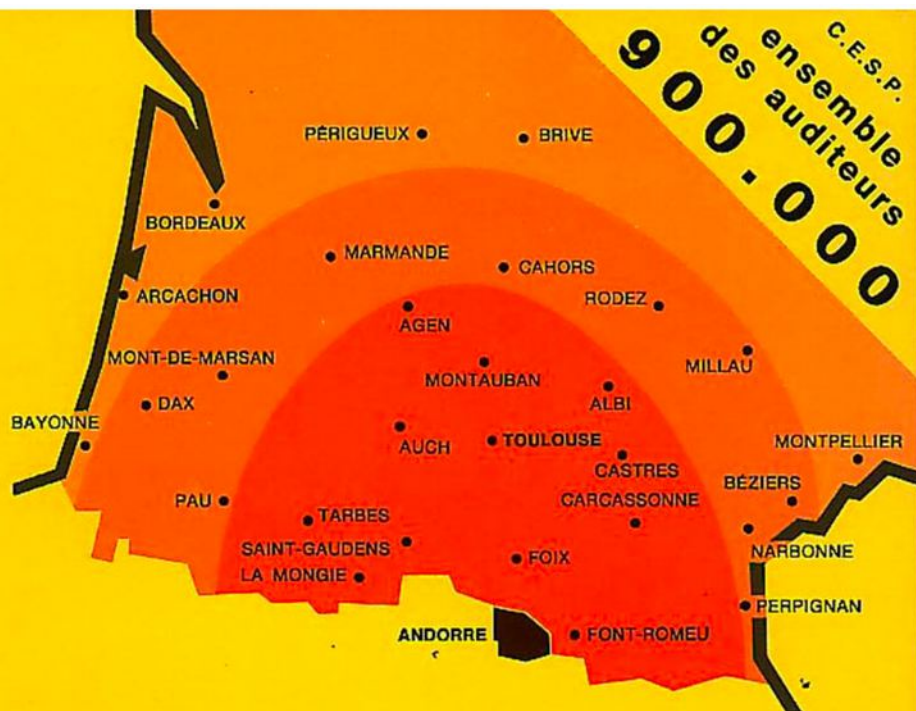 C.E.S.P.
ensemble
des auditeurs
900.000
PÉRIGUEUX
BRIVE
BORDEAUX
MARMANDE
CAHORS
ARCACHON
RODEZ
AGEN
MONT-DE-MARSAN
MILLAU
MONTAUBAN
DAX
ALBI
BAYONNE
AUCH
TOULOUSE
MONTPELLIER
CASTRES
BÉZIERS
PAU
CARCASSONNE
TARBES
SAINT-GAUDENS
NARBONNE
FOIX
LA MONGIE
PERPIGNAN
ANDORRE
FONT-ROMEU